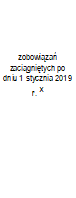 zobowiązań
zaciągniętych po
dniu 1 stycznia 2019
r. x